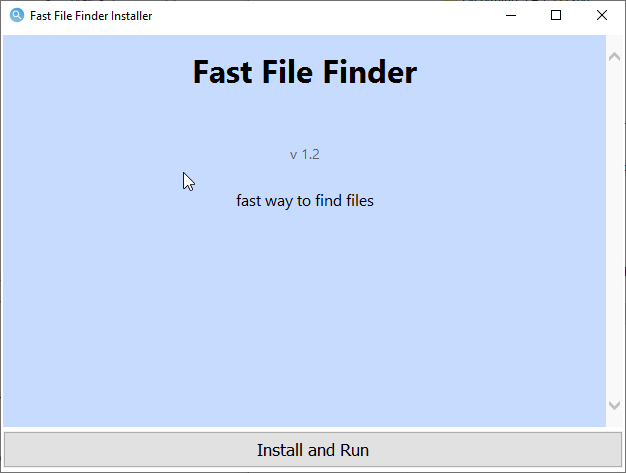 Fast File Finder Installer
Fast File Finder
v 1.2
fast way to find files
Install and Run